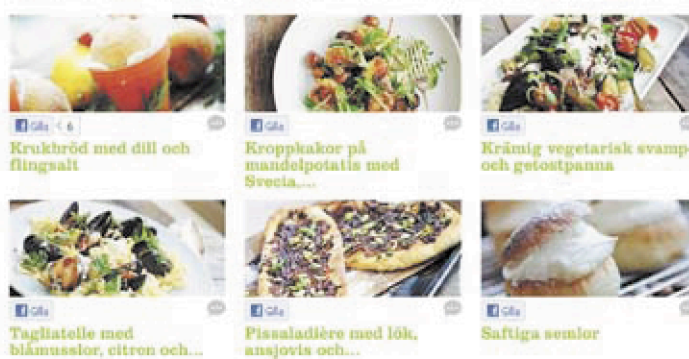 Gilla 6
Krukbröd med dill och
flingsalt
Gilla
Kroppkakor på
mandelpotatis med
Svecia,...
Gilla
Krämig vegetarisk svamp-
och getostpanna
Gilla
Tagliatelle med
blåmusslor, citron och...
Gilla
Pissaladière med lök,
ansjovis och...
Gilla
Saftiga semlor